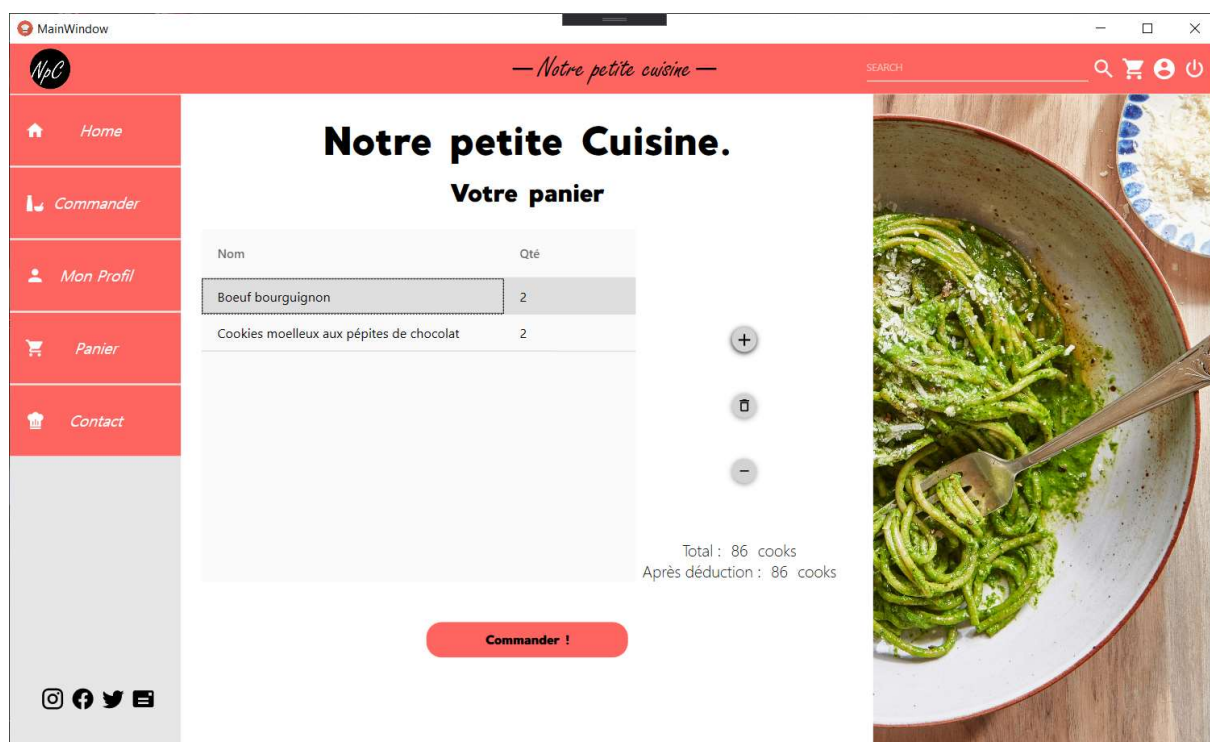 MainWindow
NpC
— Notre petite cuisine —
SEARCH
Home
Commander
Mon Profil
Panier
Contact
Notre petite Cuisine.
Votre panier
Nom Qté
Boeuf bourguignon 2
Cookies moelleux aux pépites de chocolat 2
Total : 86 cooks
Après déduction : 86 cooks
Commander !